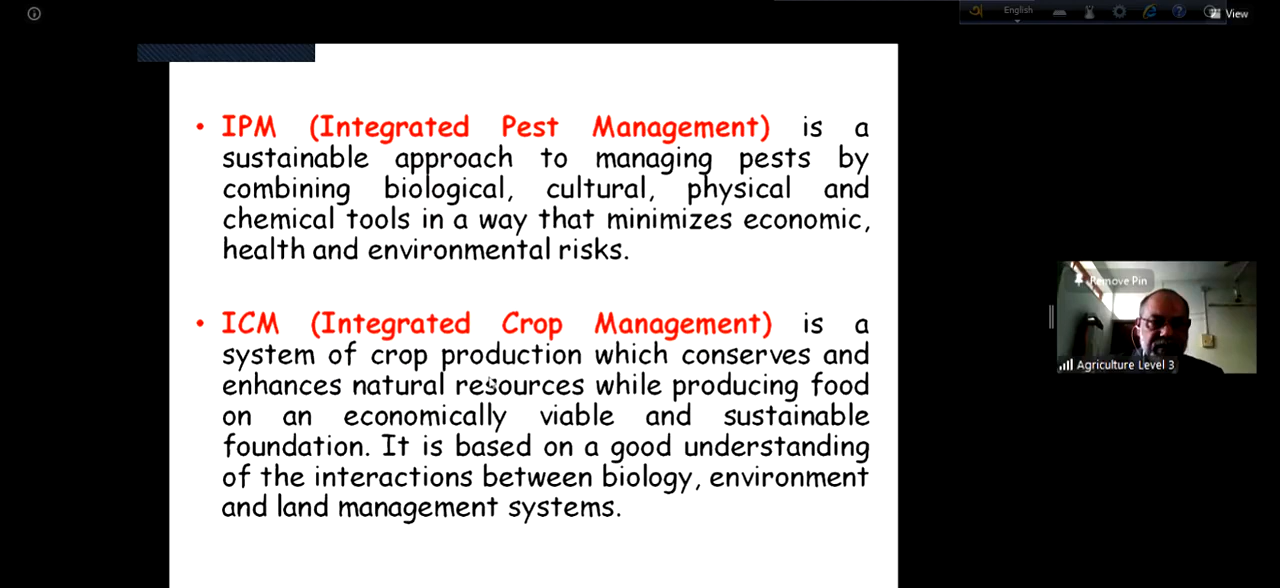 English
View
• IPM (Integrated Pest Management) is a
sustainable approach to managing pests by
combining biological, cultural, physical and
chemical tools in a way that minimizes economic,
health and environmental risks.
• ICM (Integrated Crop Management) is a
system of crop production which conserves and
enhances natural resources while producing food
on an economically viable and sustainable
foundation. It is based on a good understanding
of the interactions between biology, environment
and land management systems.
Remove Pin
Agriculture Level 3